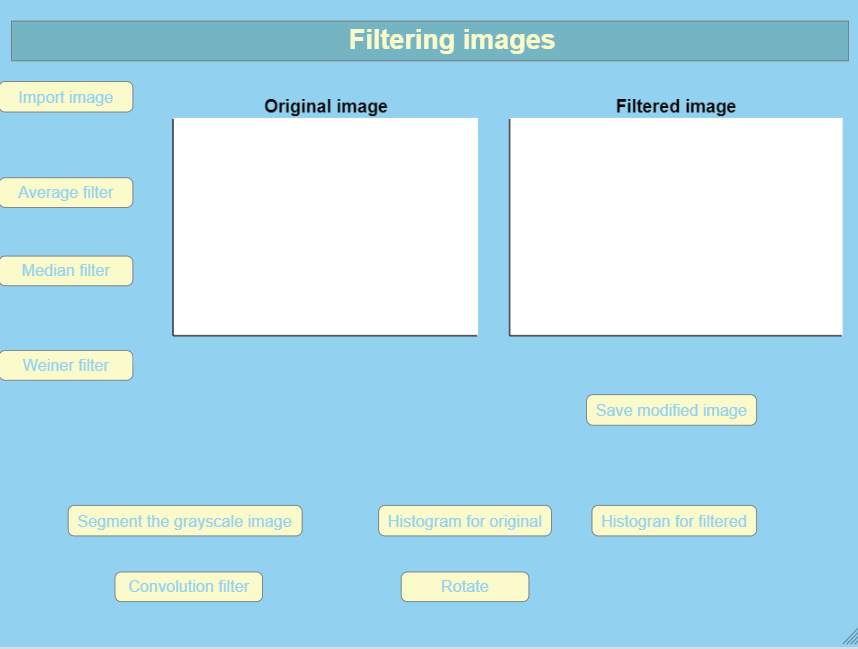 Filtering images
Import image
Original image
Filtered image
Average filter
Median filter
Weiner filter
Save modified image
Segment the grayscale image
Histogram for original
Histogran for filtered
Convolution filter
Rotate